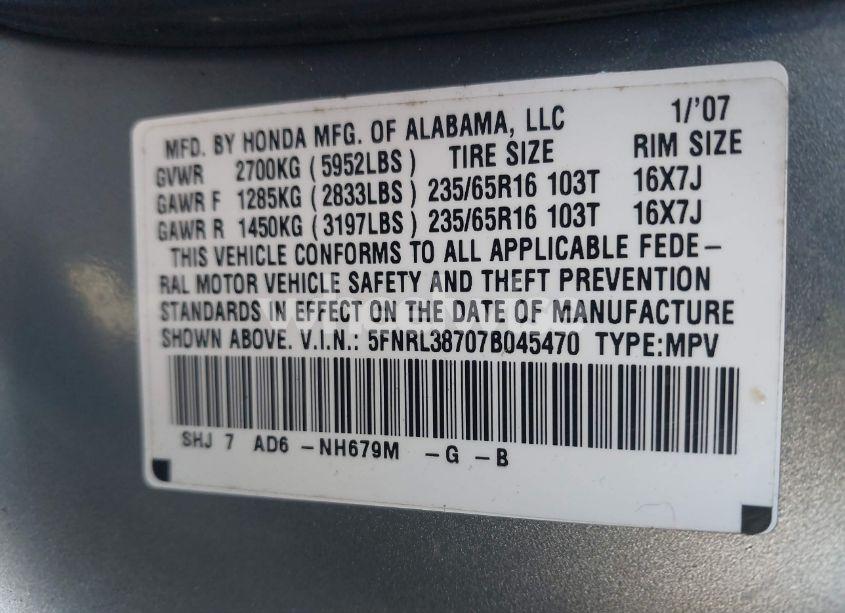 MFD. BY HONDA MFG. OF ALABAMA, LLC 1/'07
GVWR 2700KG (5952LBS) TIRE SIZE RIM SIZE
GAWR F 1285KG (2833LBS) 235/65R16 103T 16X7J
GAWR R 1450KG (3197LBS) 235/65R16 103T 16X7J
THIS VEHICLE CONFORMS TO ALL APPLICABLE FEDE-
RAL MOTOR VEHICLE SAFETY AND THEFT PREVENTION
STANDARDS IN EFFECT ON THE DATE OF MANUFACTURE
SHOWN ABOVE. V.I.N.: 5FNRL38707B045470 TYPE:MPV
SHJ 7 AD6 -NH679M -G -B